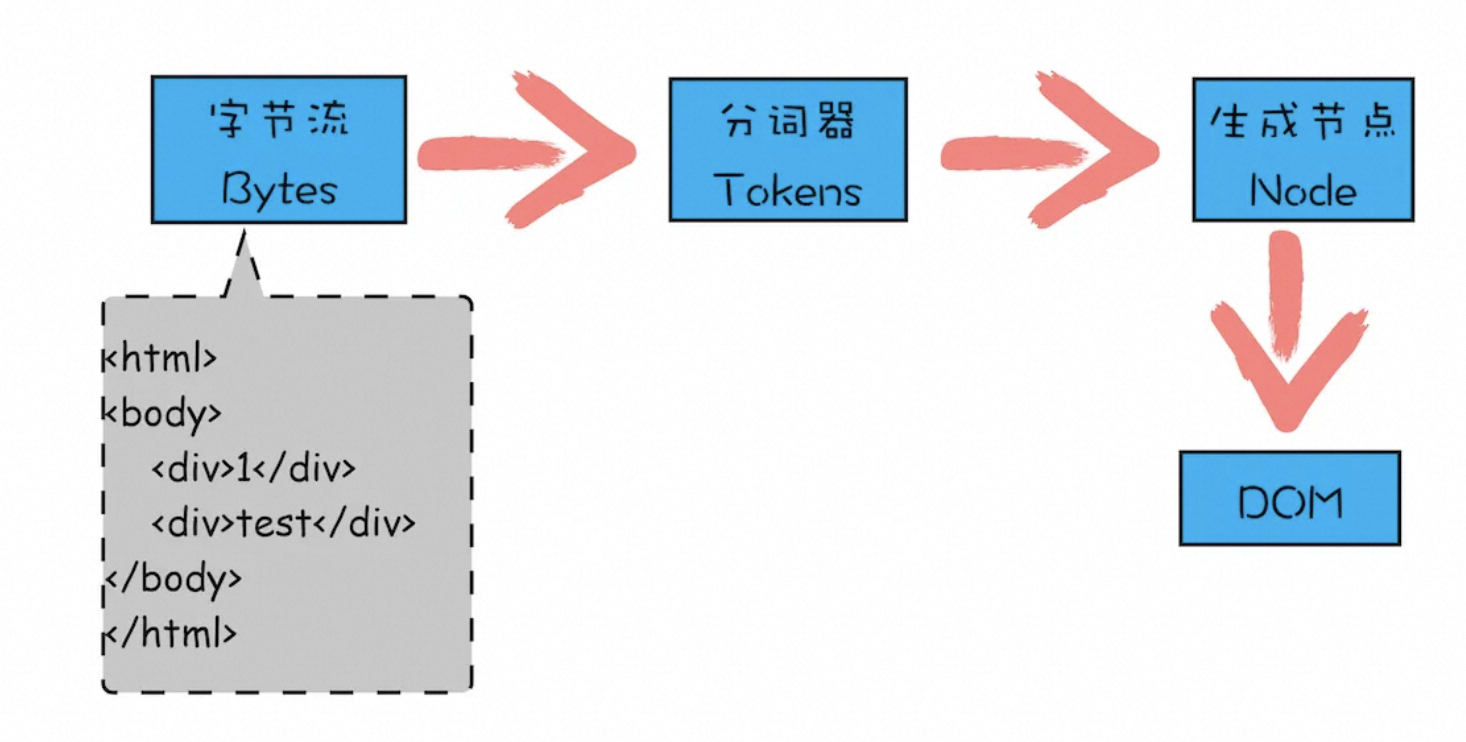 字节流
Bytes
分词器
Tokens
生成节点
Node
<html>
<body>
<div>1</div>
<div>test</div>
</body>
</html>
DOM